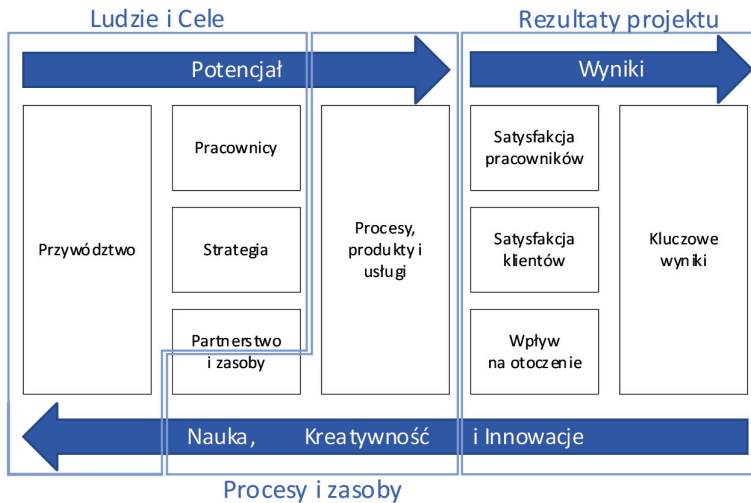 Ludzie i Cele
Rezultaty projektu
Potencjał
Wyniki
Przywództwo
Pracownicy
Strategia
Partnerstwo
i zasoby
Procesy,
produkty i
usługi
Satysfakcja
pracowników
Satysfakcja
klientów
Wpływ
na otoczenie
Kluczowe
wyniki
Nauka, Kreatywność i Innowacje
Procesy i zasoby